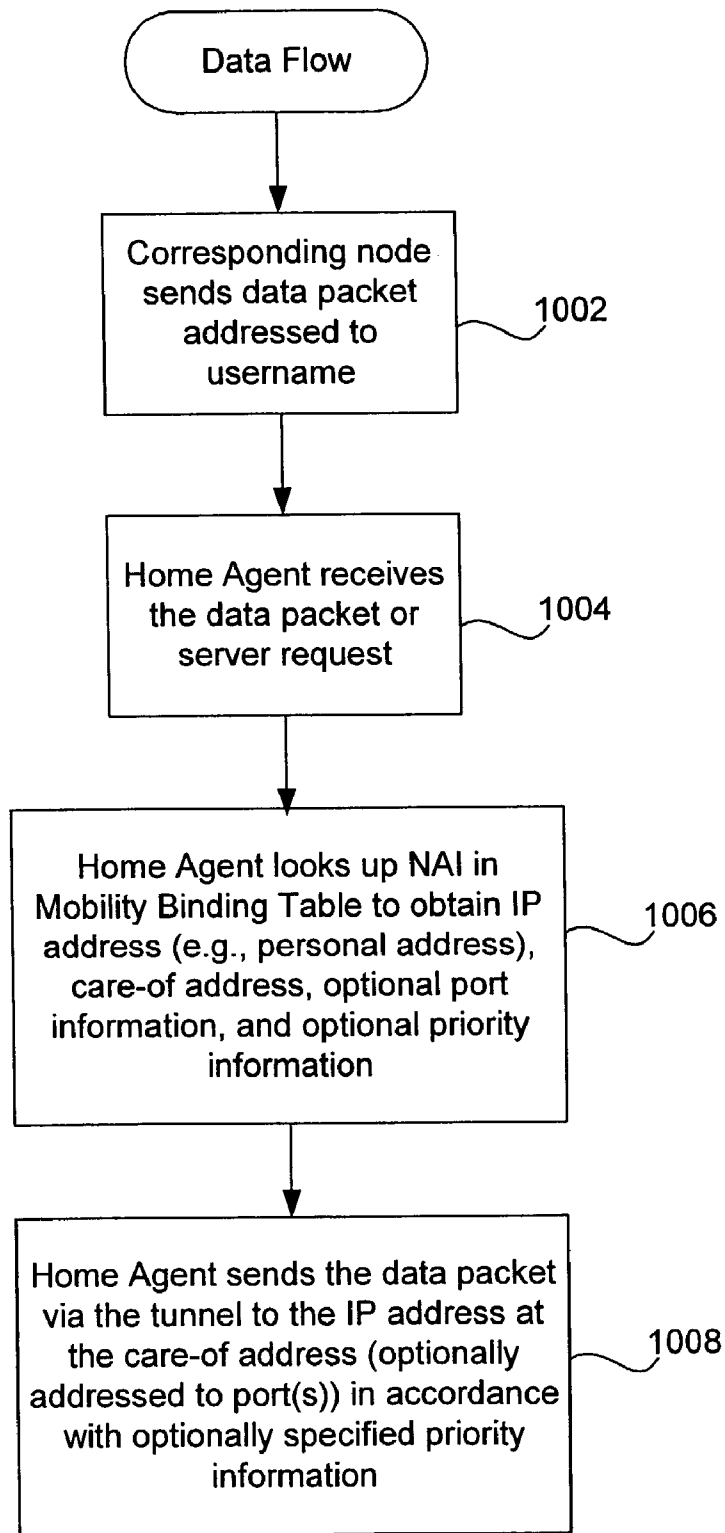 Data Flow
Corresponding node
sends data packet
addressed to
username
1002
Home Agent receives
the data packet or
server request
1004
Home Agent looks up NAI in
Mobility Binding Table to obtain IP
address (e.g., personal address),
care-of address, optional port
information, and optional priority
information
1006
Home Agent sends the data packet
via the tunnel to the IP address at
the care-of address (optionally
addressed to port(s)) in accordance
with optionally specified priority
information
1008